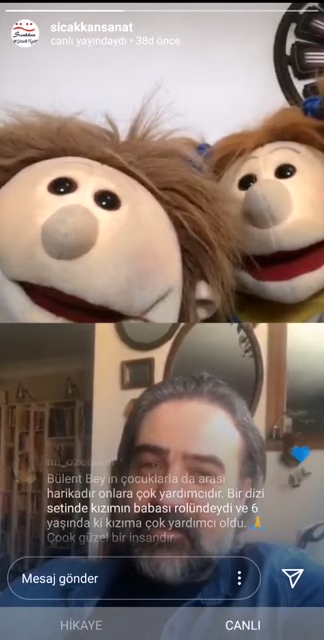 sicakkansanat
canlı yayındaydı • 38d önce
Bülent Bey in çocuklarla da arası
harikadır onlara çok yardımcıdır. Bir dizi
setinde kızımın babası rolündeydi ve 6
yaşında ki kızıma çok yardımcı oldu.
Çook güzel bir insandır.
Mesaj gönder
HİKAYE
CANLI